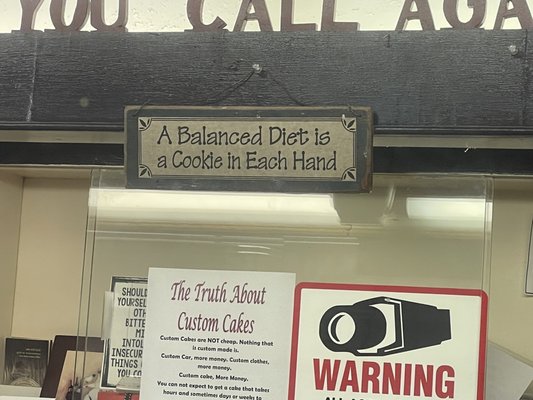 YOU CALL AGA
A Balanced Diet is
a Cookie in Each Hand
The Truth About
Custom Cakes
Custom Cakes are NOT cheap. Nothing that
is custom made is.
Custom Car, more money. Custom clothes,
more money.
Custom cake, More Money.
You can not expect to get a cake that takes
hours and sometimes days or weeks to
SHOULD
YOURSEL
OTHER
BITTER
MI
INTOL
INSECUR
THINGS
YOU CO
WARNING